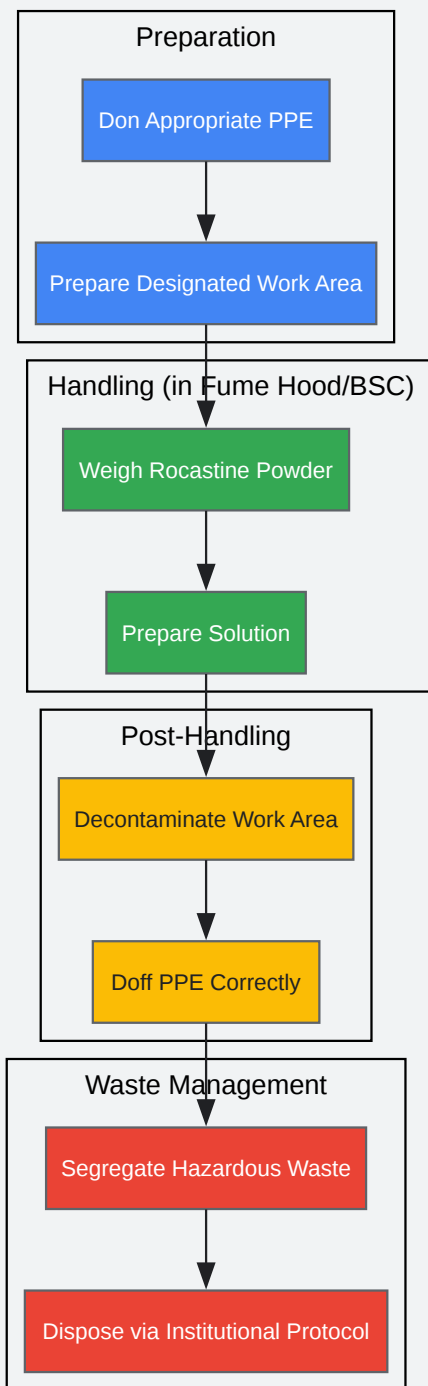 Preparation
Don Appropriate PPE
Prepare Designated Work Area
Handling (in Fume Hood/BSC)
Weigh Rocastine Powder
Prepare Solution
Post-Handling
Decontaminate Work Area
Doff PPE Correctly
Waste Management
Segregate Hazardous Waste
Dispose via Institutional Protocol